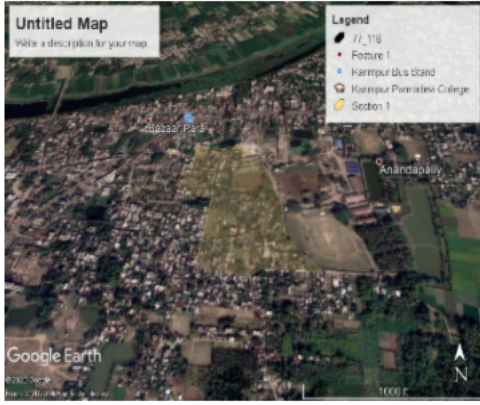 Untitled Map
Write a description for your map.
Legend
77_116
Feature 1
Karimpur Bus Stand
Karimpur Pannadevi College
Section 1
Bazaar Para
Anandapally
Google Earth
N
1000 ft